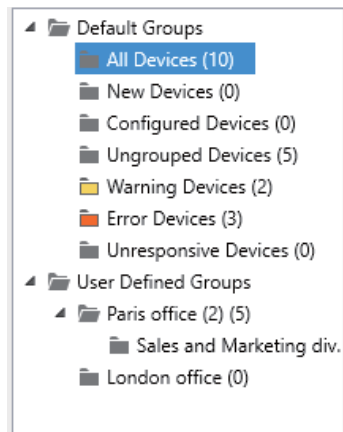 Default Groups
All Devices (10)
New Devices (0)
Configured Devices (0)
Ungrouped Devices (5)
Warning Devices (2)
Error Devices (3)
Unresponsive Devices (0)
User Defined Groups
Paris office (2) (5)
Sales and Marketing div.
London office (0)